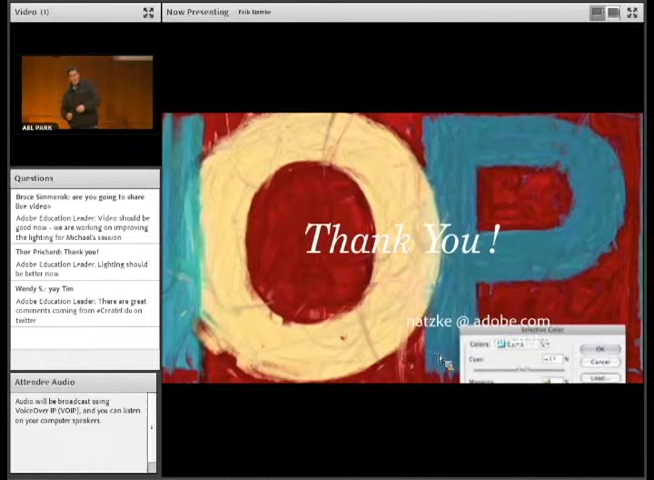 Video (1)
Now Presenting - Erik Natzke
ABL PARK
Questions
Bruce Simmerok: are you going to share
live video>
Adobe Education Leader: Video should be
good now - we are working on improving
the lighting for Michael's session
Thor Prichard: Thank you!
Adobe Education Leader: Lighting should
be better now
Wendy S.: yay Tim
Adobe Education Leader: There are great
comments coming from #CreateEdu on
twitter
Attendee Audio
Audio will be broadcast using
VoiceOver IP (VOIP), and you can listen
on your computer speakers.
OP
Thank You!
natzke @ adobe.com
Selective Color
Colors:
OK
Cyan:
%
Cancel
Load...
Magenta: